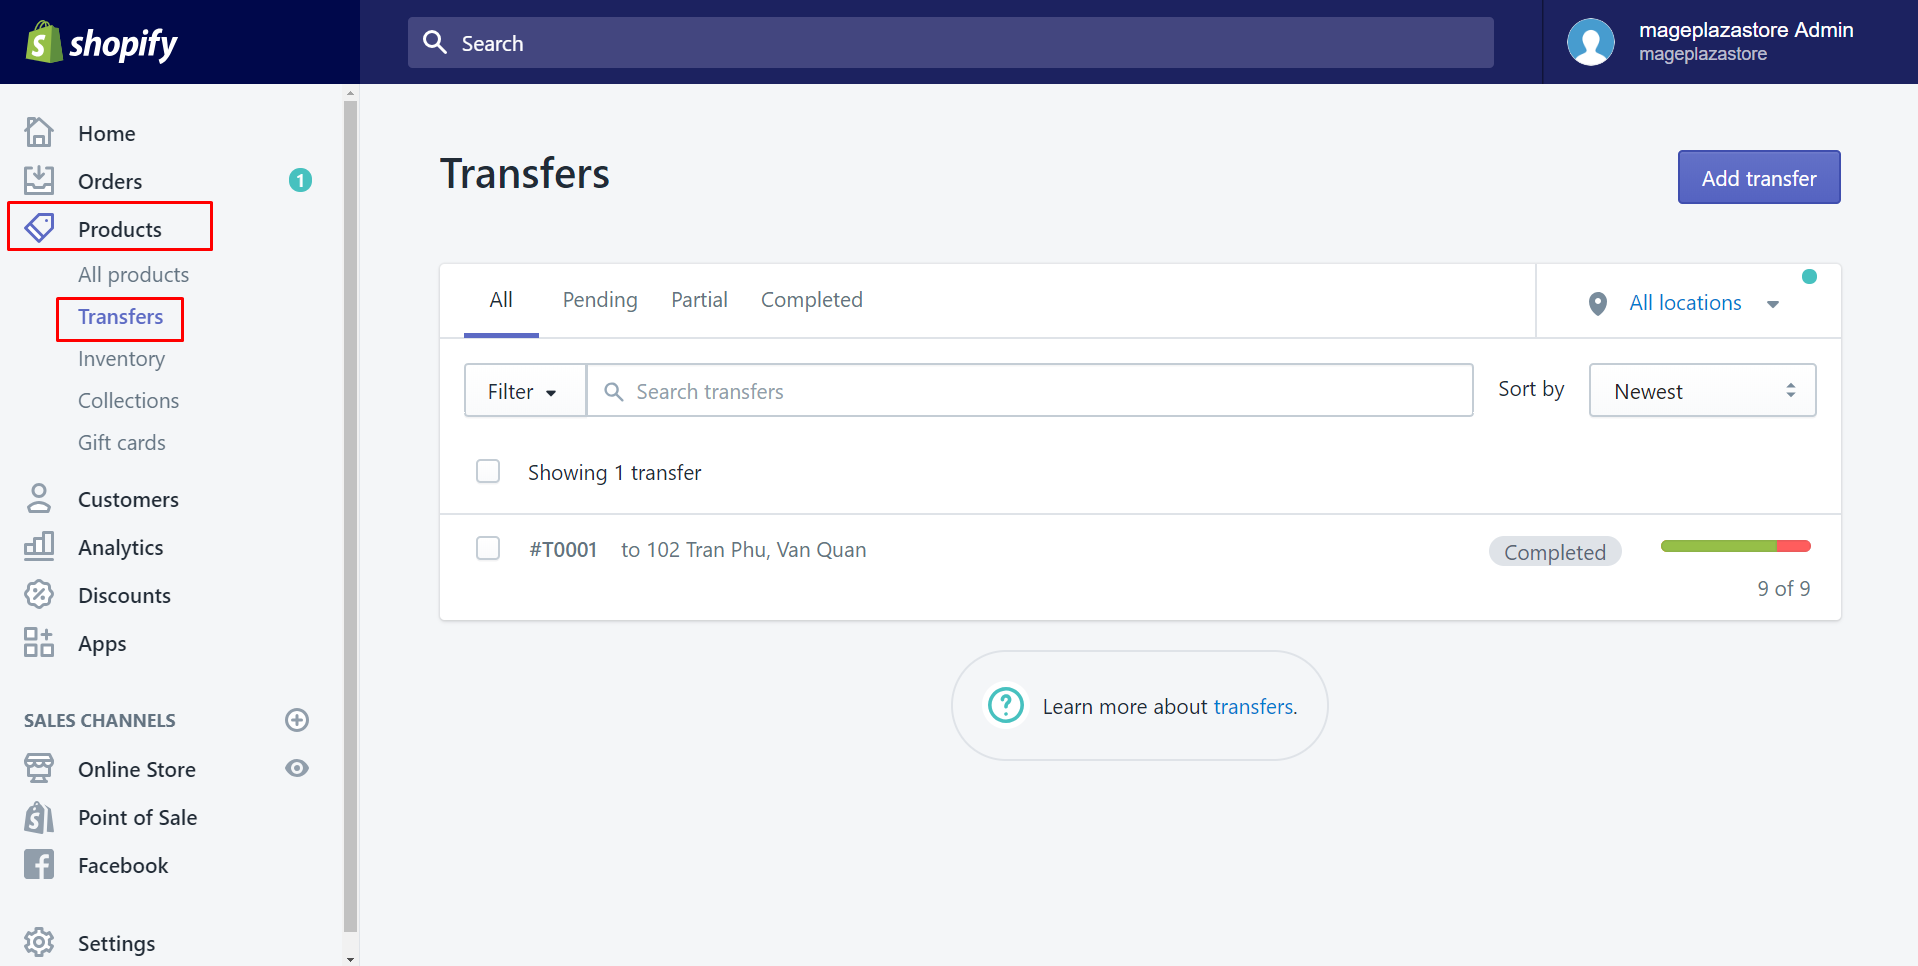 shopify
Search
mageplazastore Admin
mageplazastore
Home
Orders 1
Products
All products
Transfers
Inventory
Collections
Gift cards
Customers
Analytics
Discounts
Apps
SALES CHANNELS
Online Store
Point of Sale
Facebook
Settings
Transfers
Add transfer
All Pending Partial Completed
All locations
Filter
Search transfers
Sort by
Newest
Showing 1 transfer
#T0001 to 102 Tran Phu, Van Quan
Completed
9 of 9
Learn more about transfers.